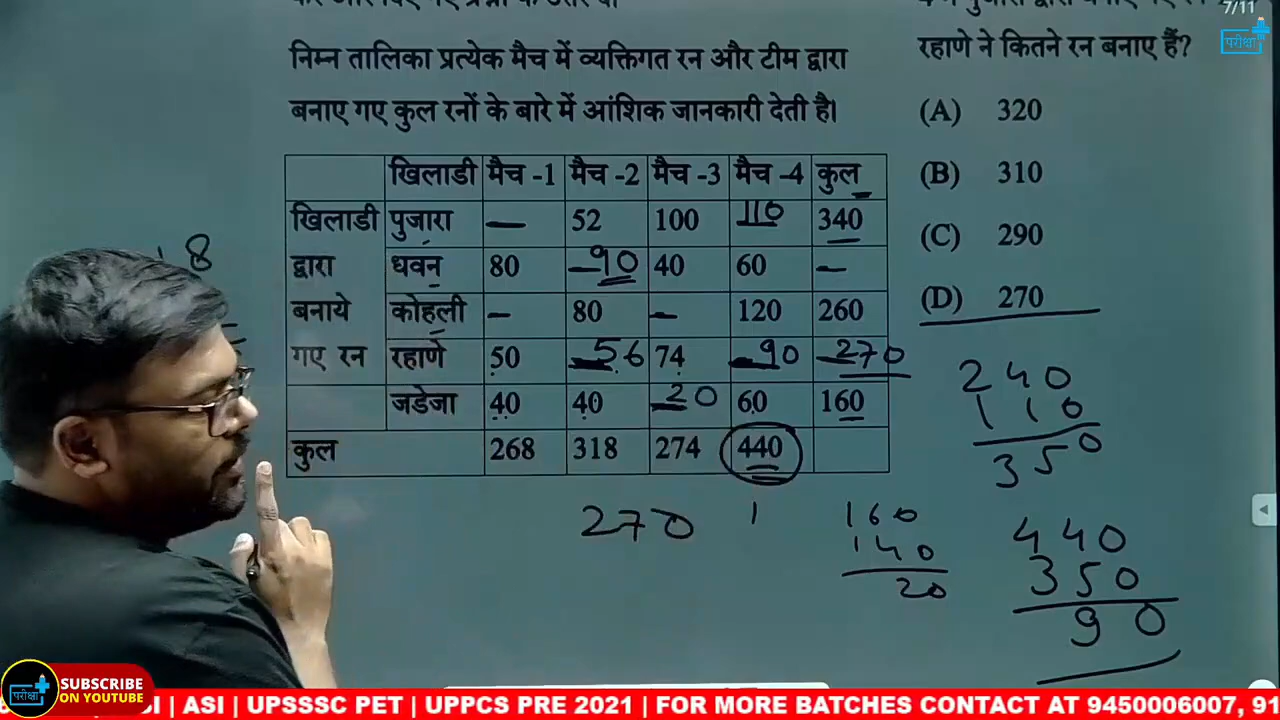 7/11
परीक्षा
रहाणे ने कितने रन बनाए हैं?
निम्न तालिका प्रत्येक मैच में व्यक्तिगत रन और टीम द्वारा
बनाए गए कुल रनों के बारे में आंशिक जानकारी देती है।
खिलाडी मैच -1 मैच -2 मैच -3 मैच -4 कुल
खिलाडी पुजारा — 52 100 110 340
द्वारा धवन 80 —90 40 60 —
बनाये कोहली — 80 — 120 260
गए रन रहाणे 50 —56 74 —90 —270
जडेजा 40 40 —20 60 160
कुल 268 318 274 440
(A) 320
(B) 310
(C) 290
(D) 270
240
110
350
270
160
140
20
440
350
90
परीक्षा
SUBSCRIBE
ON YOUTUBE
| ASI | UPSSSC PET | UPPCS PRE 2021 | FOR MORE BATCHES CONTACT AT 9450006007, 91